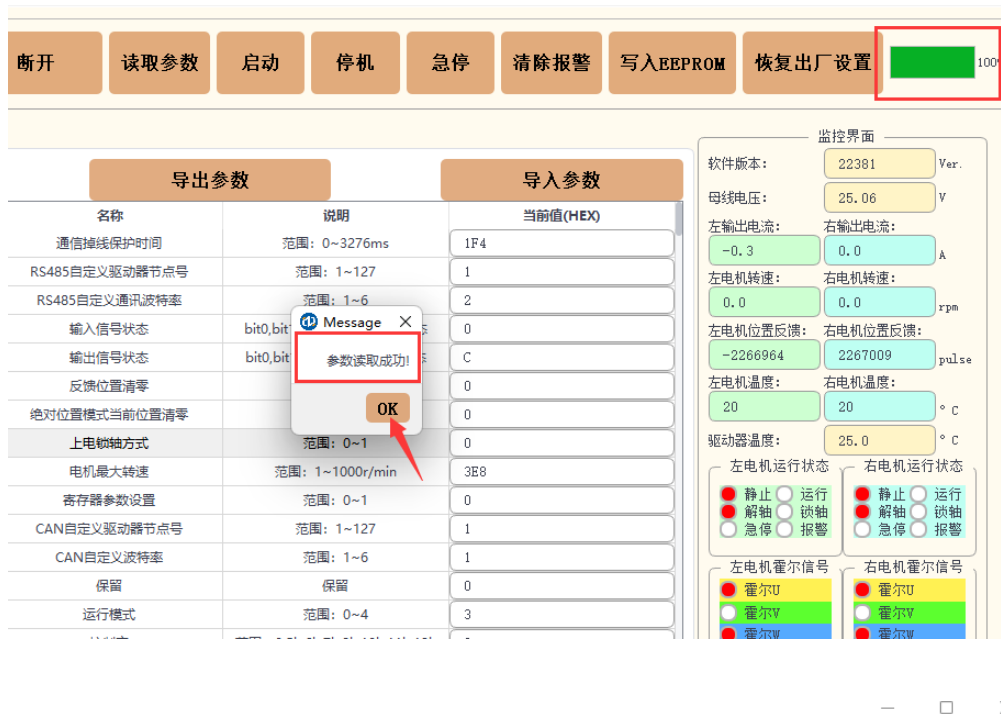 断开 读取参数 启动 停机 急停 清除报警 写入EEPROM 恢复出厂设置 100%
导出参数 导入参数
名称 说明 当前值(HEX)
通信掉线保护时间 范围：0~3276ms 1F4
RS485自定义驱动器节点号 范围：1~127 1
RS485自定义通讯波特率 范围：1~6 2
输入信号状态 bit0,bit 0
输出信号状态 bit0,bit C
反馈位置清零 0
绝对位置模式当前位置清零 0
上电锁轴方式 范围：0~1 0
电机最大转速 范围：1~1000r/min 3E8
寄存器参数设置 范围：0~1 0
CAN自定义驱动器节点号 范围：1~127 1
CAN自定义波特率 范围：1~6 1
保留 保留 0
运行模式 范围：0~4 3
Message
参数读取成功!
OK
监控界面
软件版本: 22381 Ver.
母线电压: 25.06 V
左输出电流: 右输出电流:
-0.3 0.0 A
左电机转速: 右电机转速:
0.0 0.0 rpm
左电机位置反馈: 右电机位置反馈:
-2266964 2267009 pulse
左电机温度: 右电机温度:
20 20 °C
驱动器温度: 25.0 °C
左电机运行状态 右电机运行状态
静止 运行 静止 运行
解轴 锁轴 解轴 锁轴
急停 报警 急停 报警
左电机霍尔信号 右电机霍尔信号
霍尔U 霍尔U
霍尔V 霍尔V
霍尔W 霍尔W